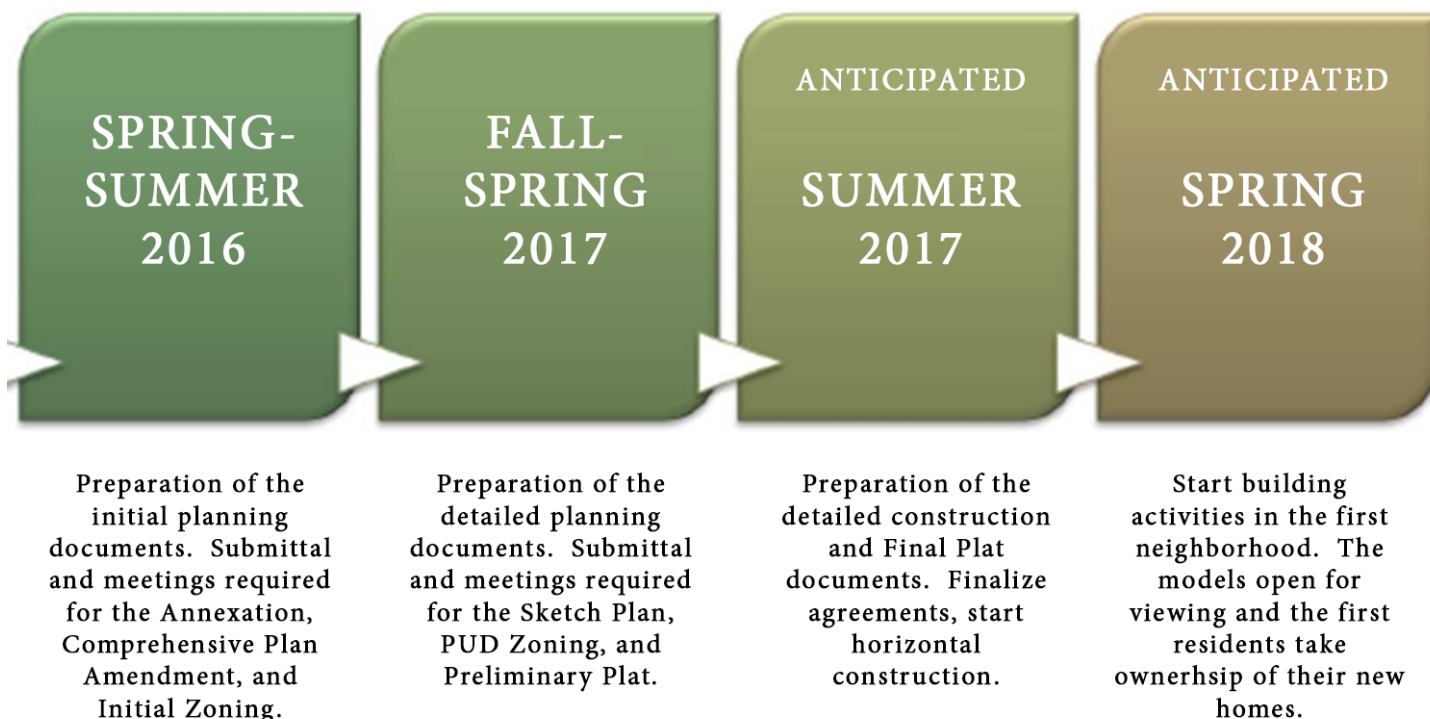 SPRING-
SUMMER
2016
FALL-
SPRING
2017
ANTICIPATED
SUMMER
2017
ANTICIPATED
SPRING
2018
Preparation of the
initial planning
documents.  Submittal
and meetings required
for the Annexation,
Comprehensive Plan
Amendment, and
Initial Zoning.
Preparation of the
detailed planning
documents.  Submittal
and meetings required
for the Sketch Plan,
PUD Zoning, and
Preliminary Plat.
Preparation of the
detailed construction
and Final Plat
documents.  Finalize
agreements, start
horizontal
construction.
Start building
activities in the first
neighborhood.  The
models open for
viewing and the first
residents take
ownerhsip of their new
homes.